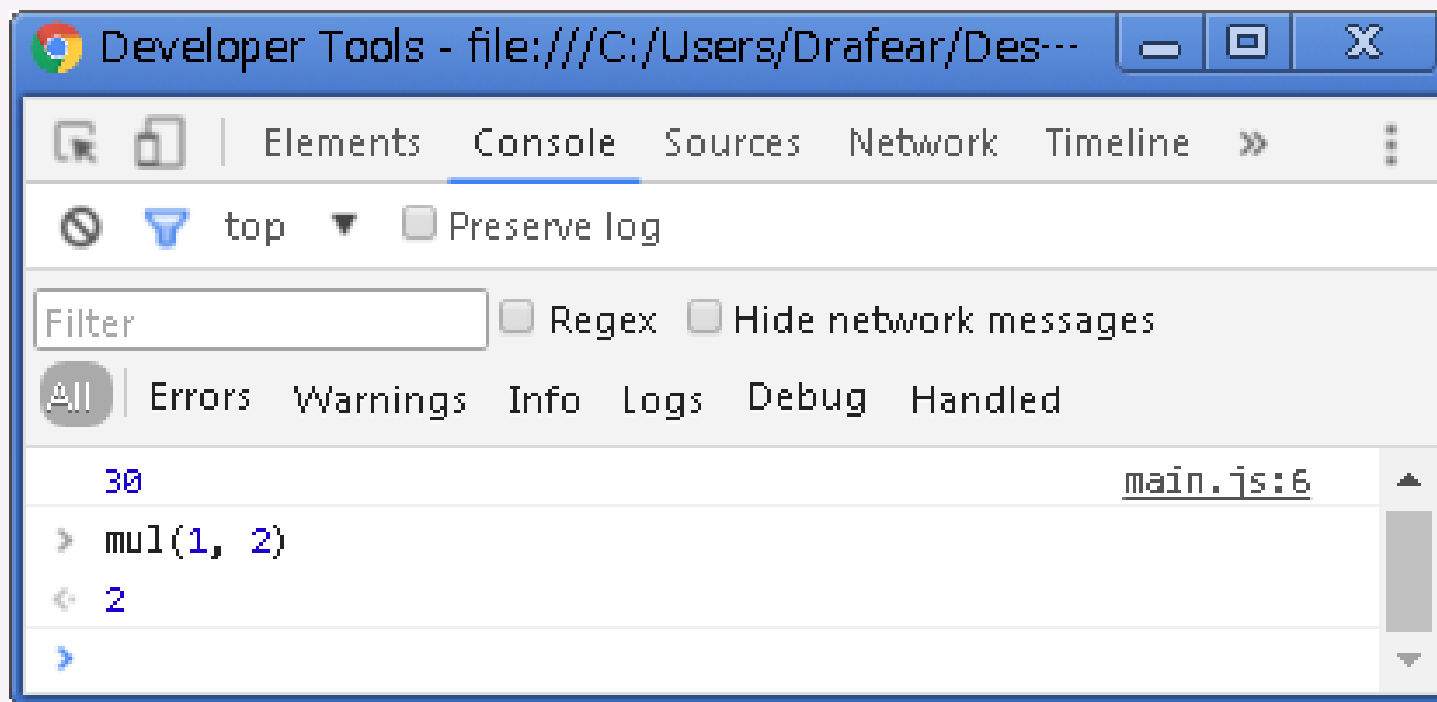 Developer Tools - file:///C:/Users/Drafear/Des···
Elements Console Sources Network Timeline »
top ▼ Preserve log
Filter Regex Hide network messages
All Errors Warnings Info Logs Debug Handled
30 main.js:6
> mul(1, 2)
<· 2
>